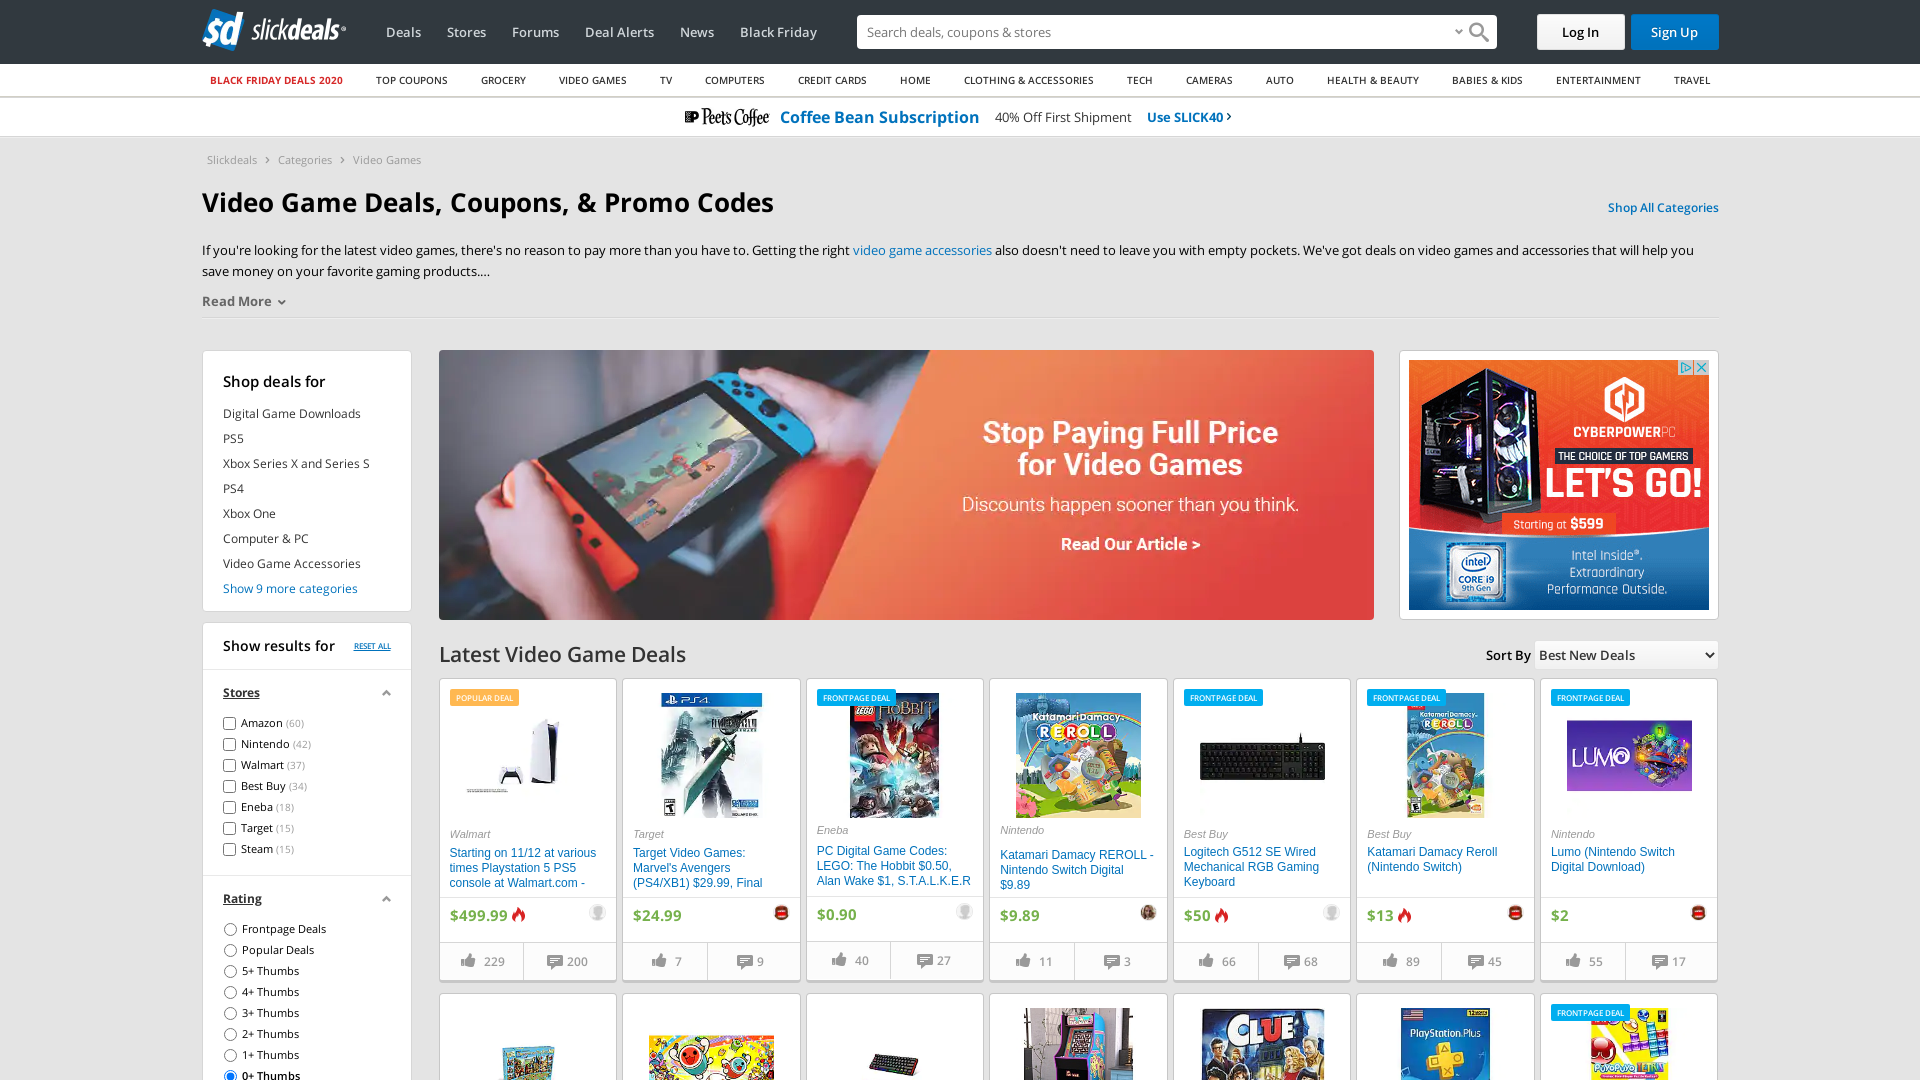 slickdeals
Deals
Stores
Forums
Deal Alerts
News
Black Friday
Search deals, coupons & stores
Log In
Sign Up
BLACK FRIDAY DEALS 2020
TOP COUPONS
GROCERY
VIDEO GAMES
TV
COMPUTERS
CREDIT CARDS
HOME
CLOTHING & ACCESSORIES
TECH
CAMERAS
AUTO
HEALTH & BEAUTY
BABIES & KIDS
ENTERTAINMENT
TRAVEL
Peet's Coffee Coffee Bean Subscription 40% Off First Shipment Use SLICK40
Slickdeals > Categories > Video Games
Video Game Deals, Coupons, & Promo Codes
Shop All Categories
If you're looking for the latest video games, there's no reason to pay more than you have to. Getting the right video game accessories also doesn't need to leave you with empty pockets. We've got deals on video games and accessories that will help you
save money on your favorite gaming products....
Read More
Shop deals for
Digital Game Downloads
PS5
Xbox Series X and Series S
PS4
Xbox One
Computer & PC
Video Game Accessories
Show 9 more categories
Show results for
RESET ALL
Stores
Amazon (60)
Nintendo (42)
Walmart (37)
Best Buy (34)
Eneba (18)
Target (15)
Steam (15)
Rating
Frontpage Deals
Popular Deals
5+ Thumbs
4+ Thumbs
3+ Thumbs
2+ Thumbs
1+ Thumbs
0+ Thumbs
Stop Paying Full Price
for Video Games
Discounts happen sooner than you think.
Read Our Article >
CYBERPOWERPC
THE CHOICE OF TOP GAMERS
LET'S GO!
Starting at $599
intel
CORE i9
9th Gen
Intel Inside®.
Extraordinary
Performance Outside.
Latest Video Game Deals
Sort By
Best New Deals
POPULAR DEAL
Walmart
Starting on 11/12 at various
times Playstation 5 PS5
console at Walmart.com -
$499.99
229
200
PS4
Target
Target Video Games:
Marvel's Avengers
(PS4/XB1) $29.99, Final
$24.99
7
9
FRONTPAGE DEAL
LEGO
HOBBIT
Eneba
PC Digital Game Codes:
LEGO: The Hobbit $0.50,
Alan Wake $1, S.T.A.L.K.E.R
$0.90
40
27
KatamariDamacy
REROLL
Nintendo
Katamari Damacy REROLL -
Nintendo Switch Digital
$9.89
$9.89
11
3
FRONTPAGE DEAL
Best Buy
Logitech G512 SE Wired
Mechanical RGB Gaming
Keyboard
$50
66
68
FRONTPAGE DEAL
KatamariDamacy
REROLL
Best Buy
Katamari Damacy Reroll
(Nintendo Switch)
$13
89
45
FRONTPAGE DEAL
LUMO
Nintendo
Lumo (Nintendo Switch
Digital Download)
$2
55
17
CLUE
PlayStation Plus
FRONTPAGE DEAL